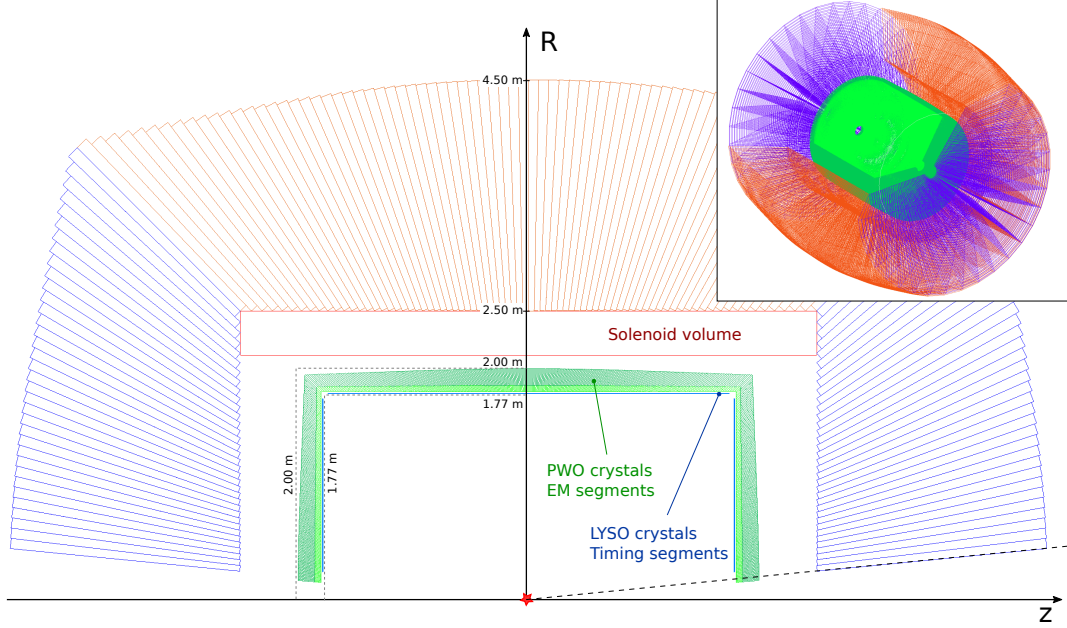 R
4.50 m
2.50 m
Solenoid volume
2.00 m
1.77 m
2.00 m
1.77 m
PWO crystals
EM segments
LYSO crystals
Timing segments
z